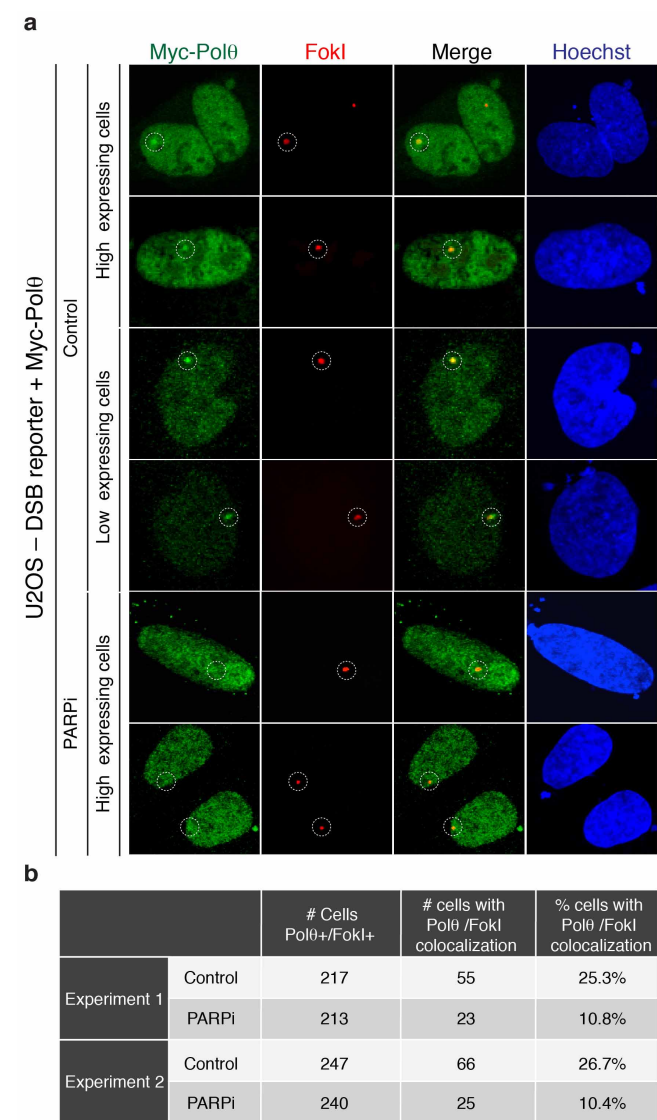 a
Myc-Polθ FokI Merge Hoechst
U2OS – DSB reporter + Myc-Polθ
Control
High expressing cells
Low expressing cells
PARPi
High expressing cells
b
# Cells
Polθ+/FokI+
# cells with
Polθ /FokI
colocalization
% cells with
Polθ /FokI
colocalization
Experiment 1
Control 217 55 25.3%
PARPi 213 23 10.8%
Experiment 2
Control 247 66 26.7%
PARPi 240 25 10.4%